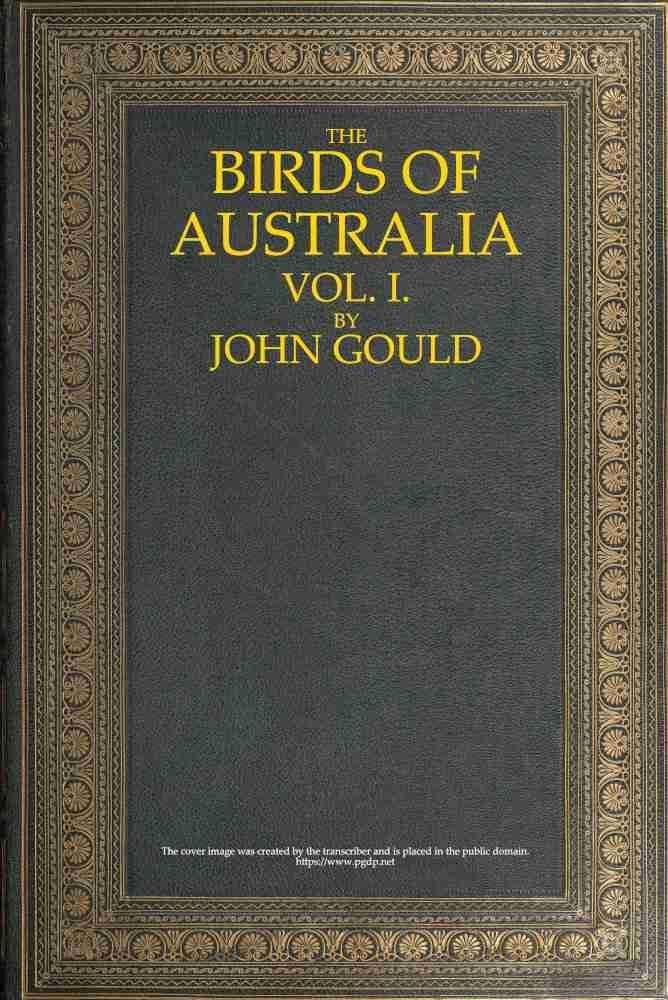 THE
BIRDS OF
AUSTRALIA
VOL. I.
BY
JOHN GOULD
The cover image was created by the transcriber and is placed in the public domain.
https://www.pgdp.net